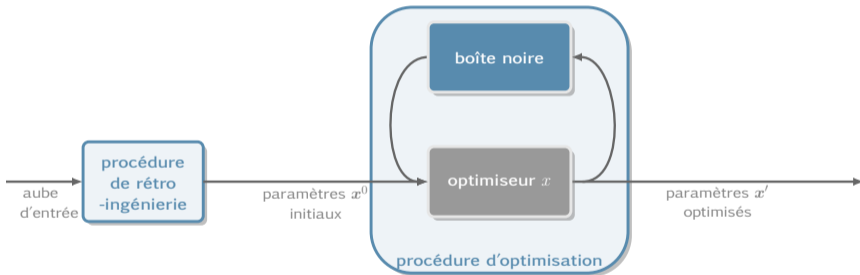 boîte noire
procédure
de rétro
-ingénierie
optimiseur x
aube
d'entrée
paramètres x⁰
initiaux
paramètres x′
optimisés
procédure d'optimisation